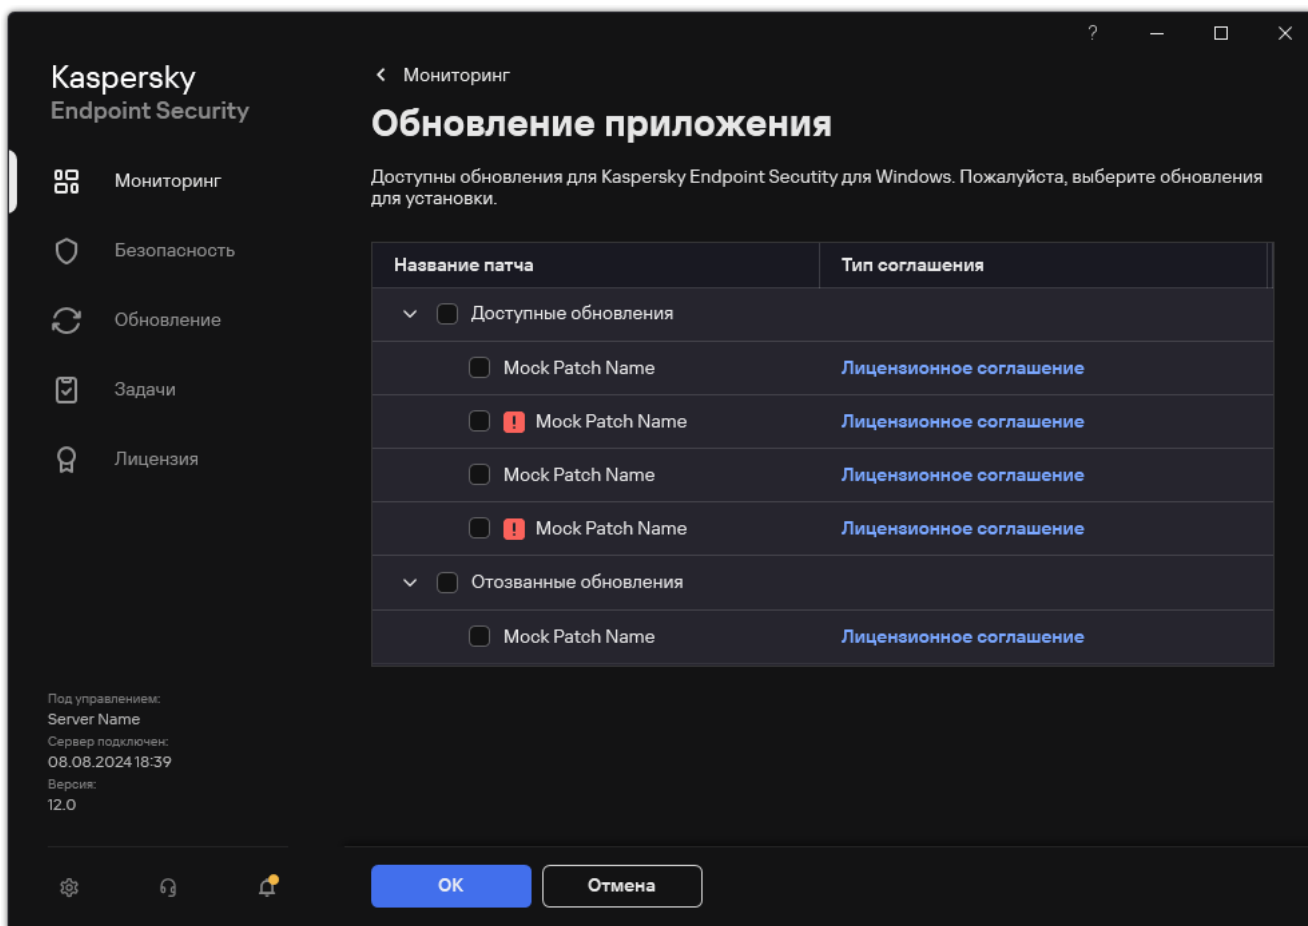 ?
Kaspersky
Endpoint Security
Мониторинг
Безопасность
Обновление
Задачи
Лицензия
Под управлением:
Server Name
Сервер подключен:
08.08.2024 18:39
Версия:
12.0
Мониторинг
Обновление приложения
Доступны обновления для Kaspersky Endpoint Secutity для Windows. Пожалуйста, выберите обновления
для установки.
Название патча Тип соглашения
Доступные обновления
Mock Patch Name Лицензионное соглашение
! Mock Patch Name Лицензионное соглашение
Mock Patch Name Лицензионное соглашение
! Mock Patch Name Лицензионное соглашение
Отозванные обновления
Mock Patch Name Лицензионное соглашение
OK Отмена